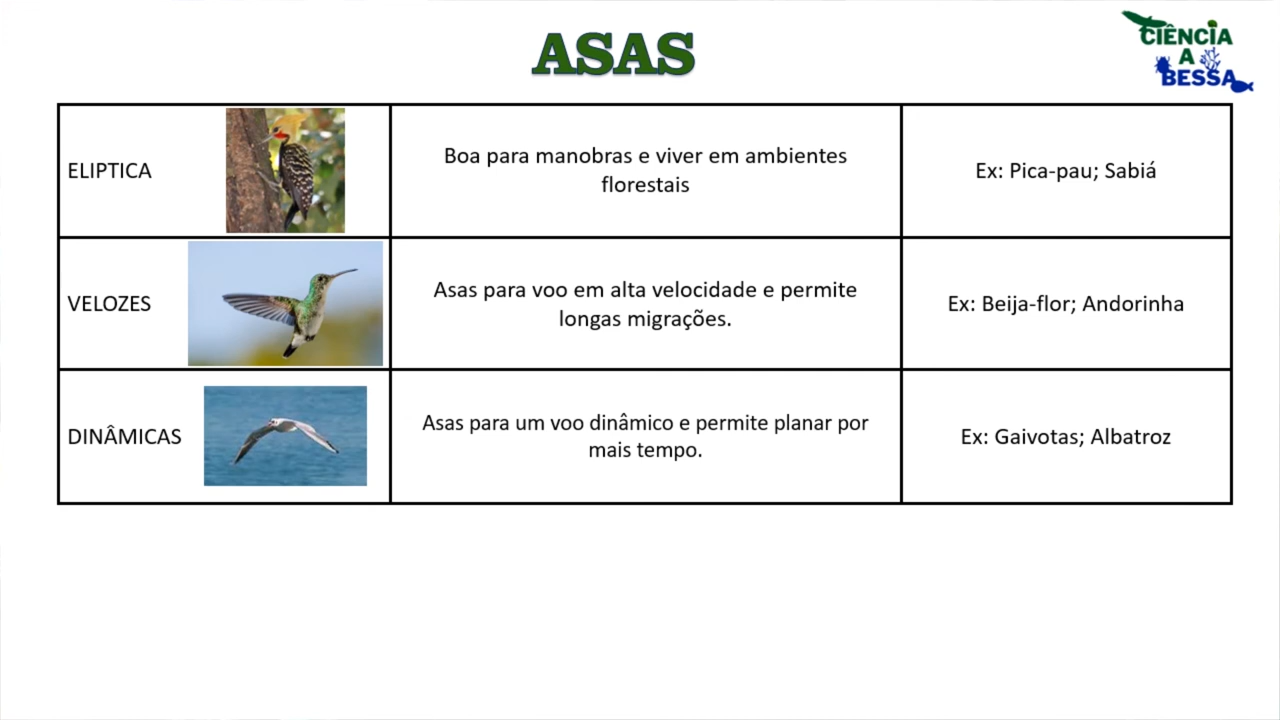 ASAS
CIÊNCIA
A
BESSA
ELIPTICA
Boa para manobras e viver em ambientes
florestais
Ex: Pica-pau; Sabiá
VELOZES
Asas para voo em alta velocidade e permite
longas migrações.
Ex: Beija-flor; Andorinha
DINÂMICAS
Asas para um voo dinâmico e permite planar por
mais tempo.
Ex: Gaivotas; Albatroz